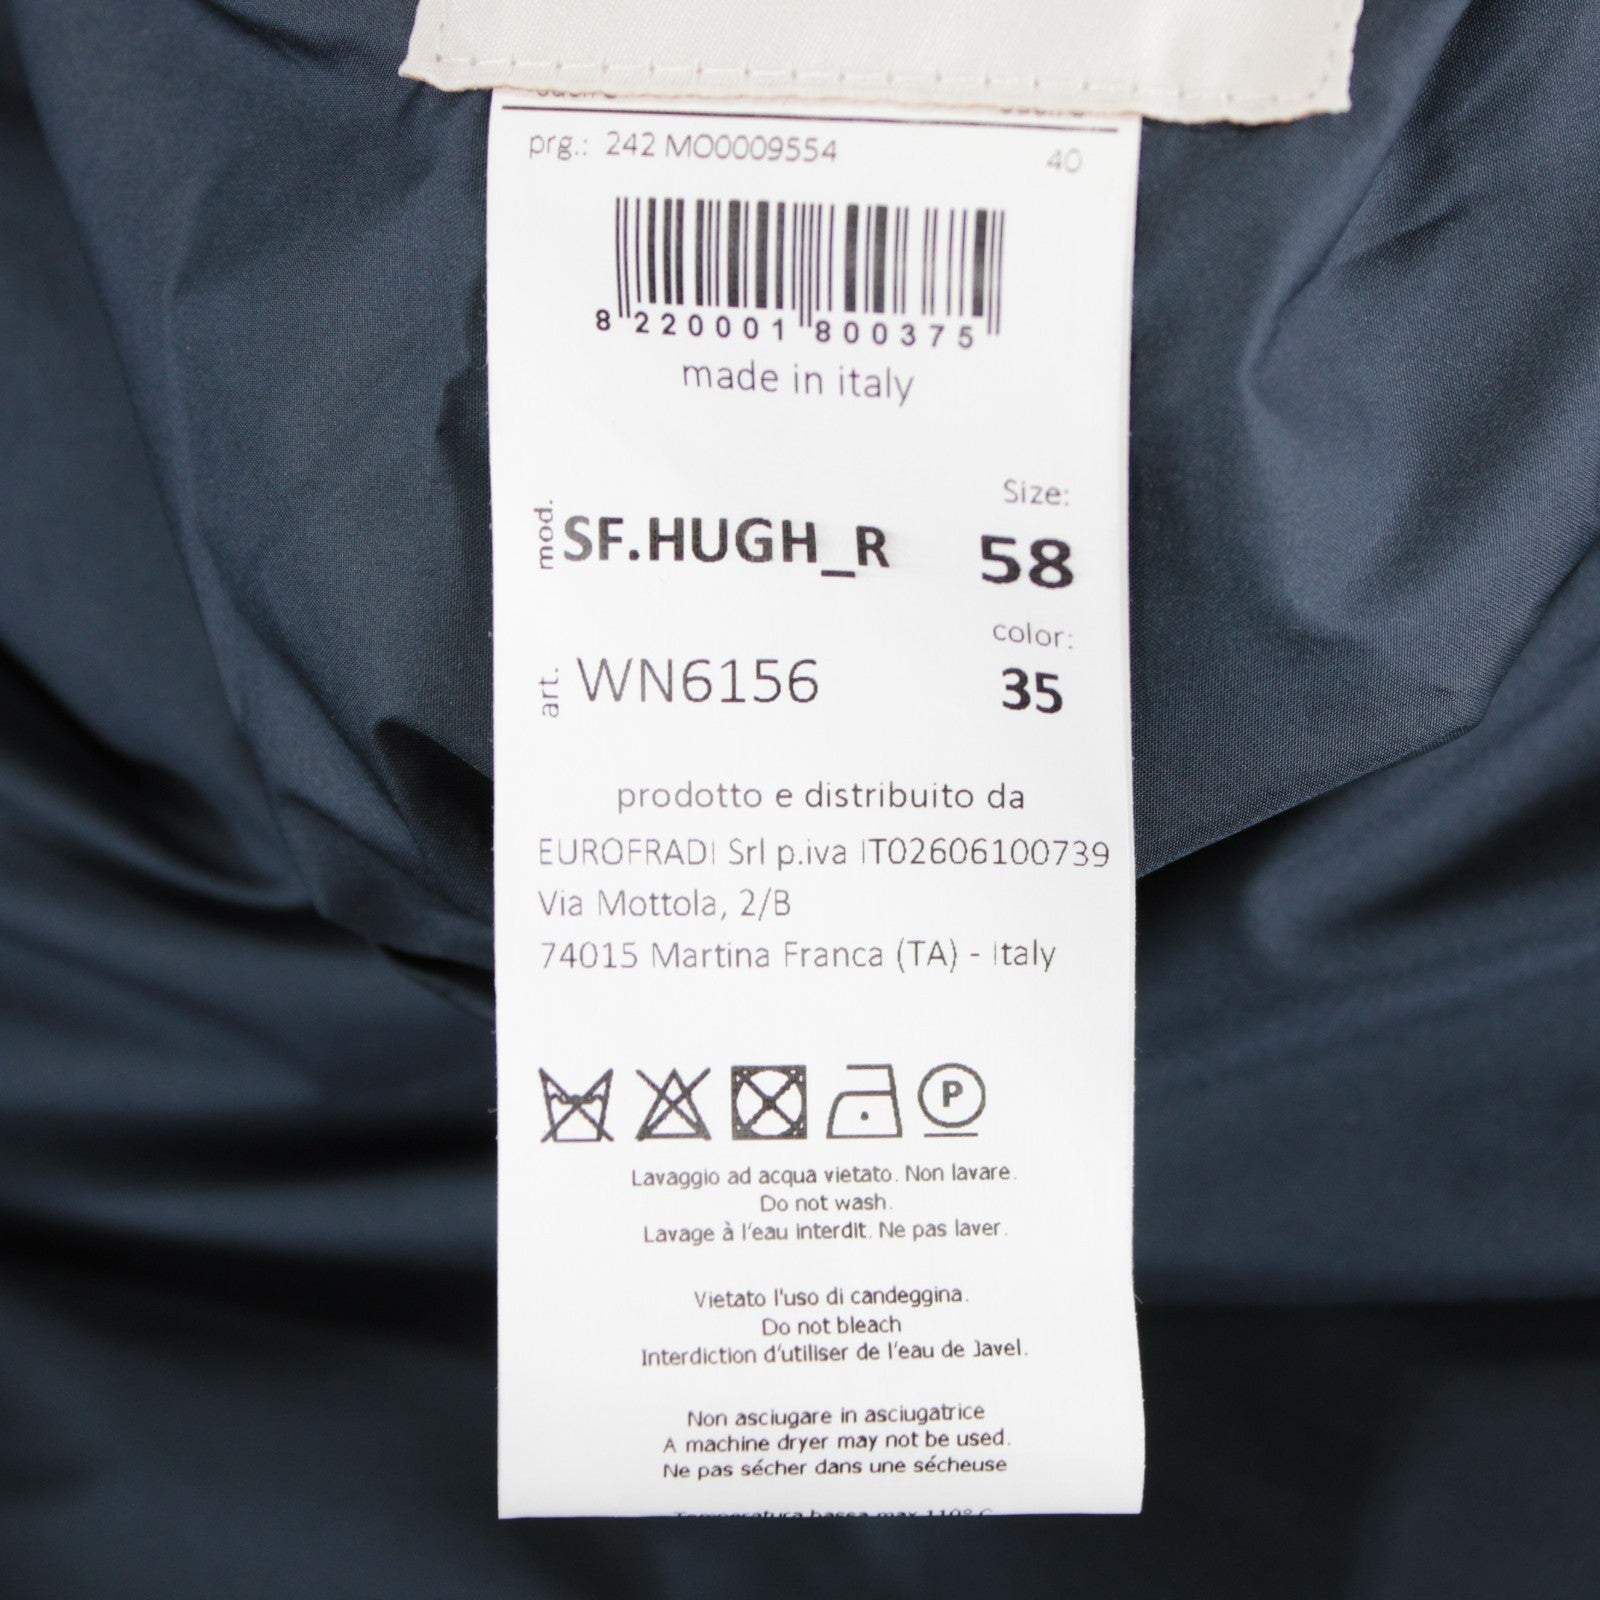 prg.: 242 MO0009554 40
8 220001 800375
made in italy
Size:
mod. SF.HUGH_R 58
color:
art. WN6156 35
prodotto e distribuito da
EUROFRADI Srl p.iva IT02606100739
Via Mottola, 2/B
74015 Martina Franca (TA) - Italy
P
Lavaggio ad acqua vietato. Non lavare.
Do not wash.
Lavage à l'eau interdit. Ne pas laver.
Vietato l'uso di candeggina.
Do not bleach
Interdiction d'utiliser de l'eau de Javel.
Non asciugare in asciugatrice
A machine dryer may not be used.
Ne pas sécher dans une sécheuse
Temperatura bassa max 110° C